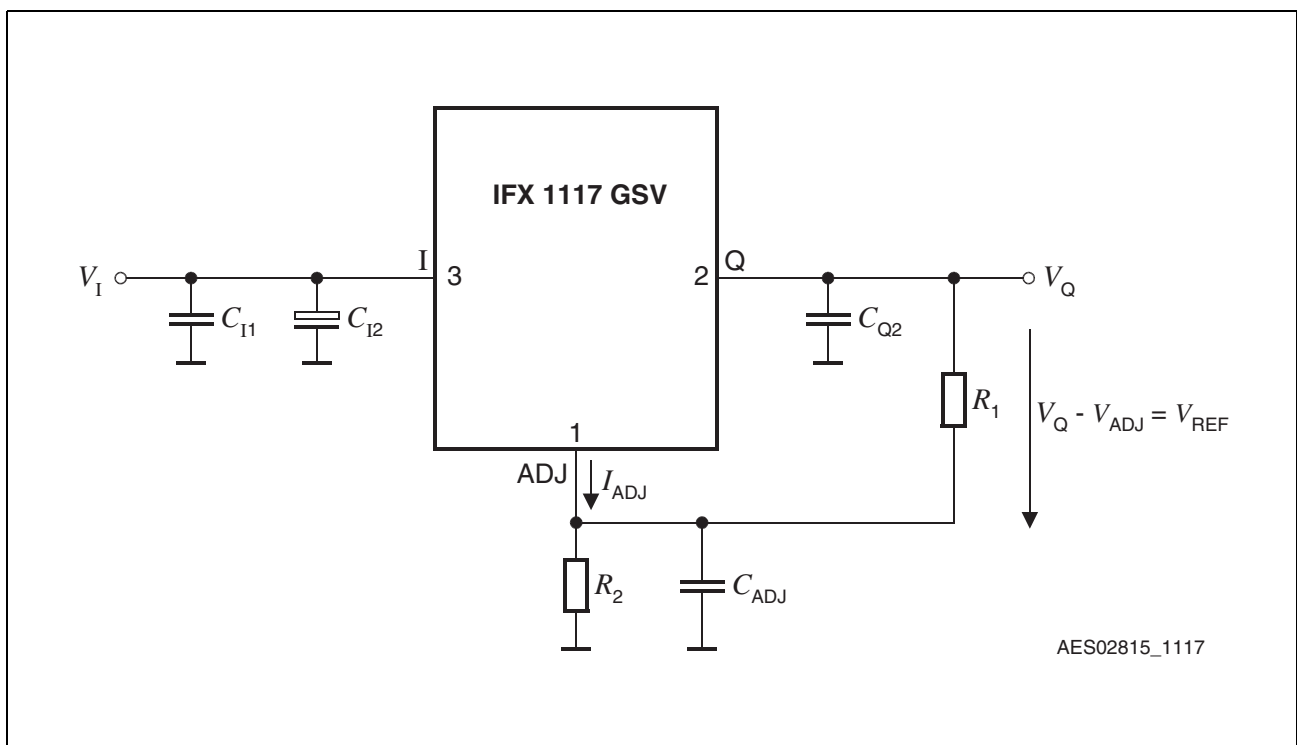 IFX 1117 GSV
V_I
I
3
2
Q
V_Q
C_I1
C_I2
C_Q2
R_1
V_Q - V_ADJ = V_REF
1
ADJ
I_ADJ
R_2
C_ADJ
AES02815_1117